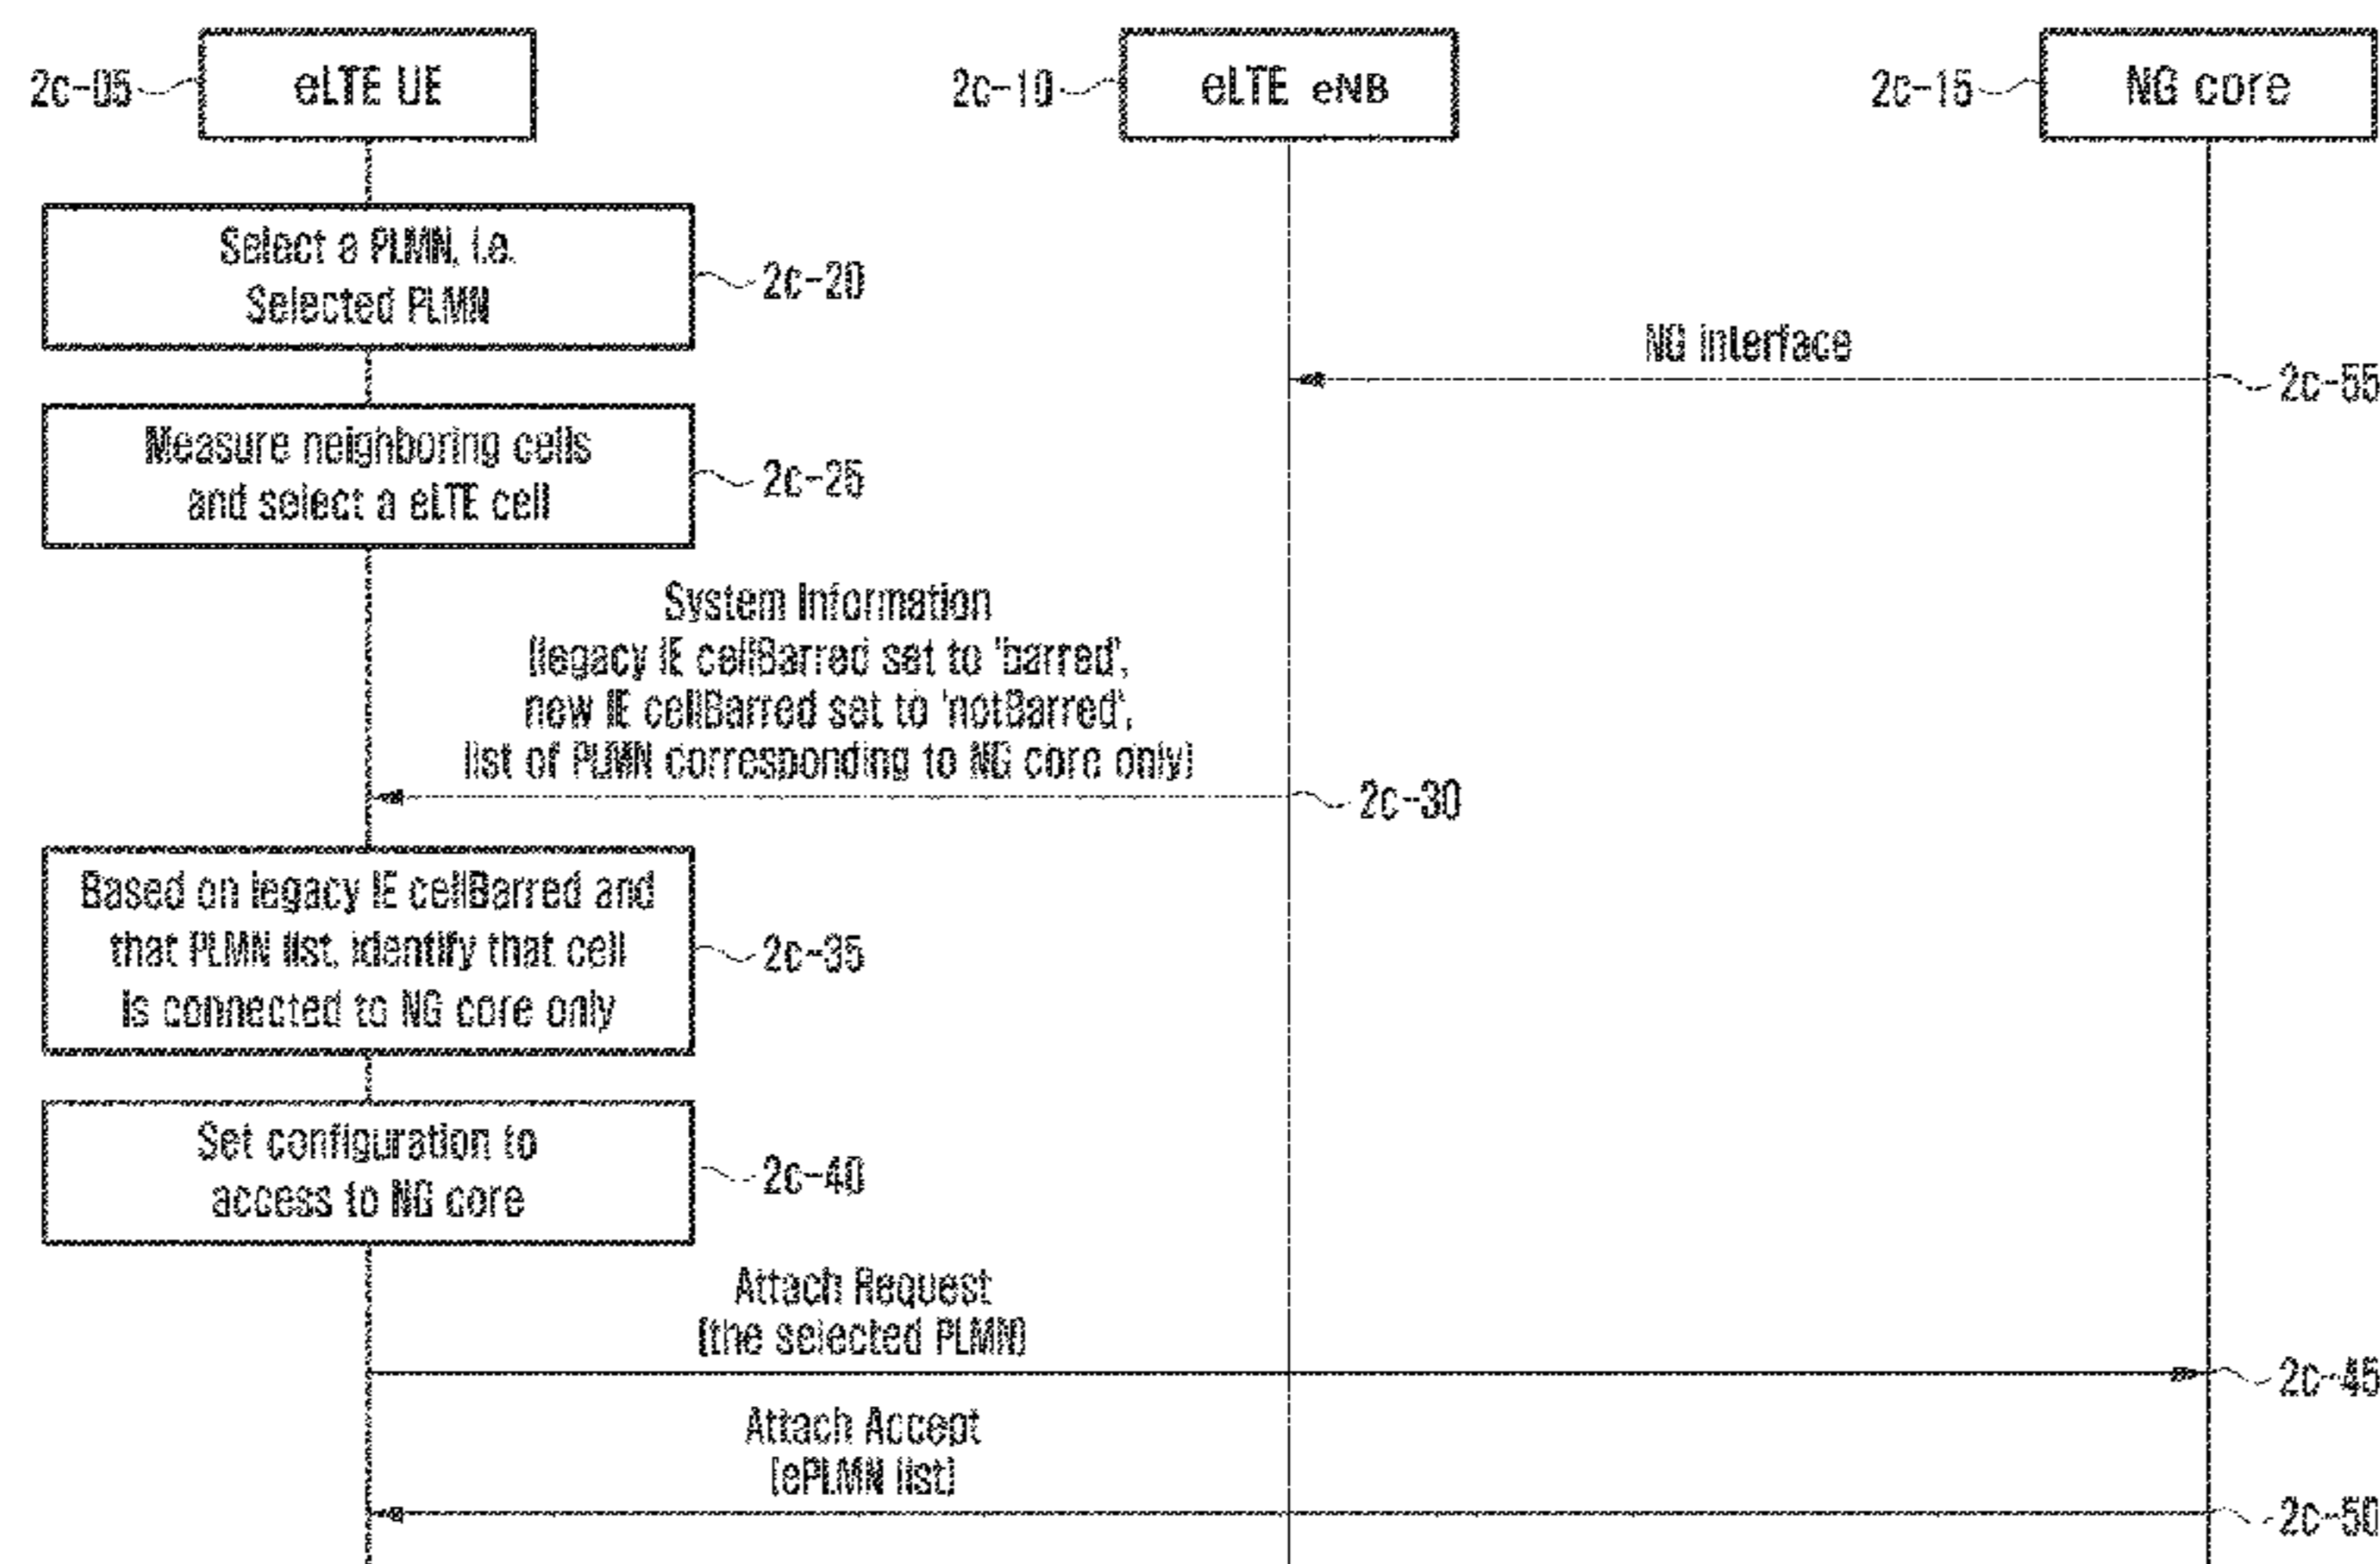 2c-05
eLTE UE
2c-10
eLTE eNB
2c-15
NG core
Select a PLMN, i.e.
Selected PLMN
2c-20
NG interface
2c-55
Measure neighboring cells
and select a eLTE cell
2c-25
System Information
(legacy IE cellBarred set to 'barred',
new IE cellBarred set to 'notBarred',
list of PLMN corresponding to NG core only)
2c-30
Based on legacy IE cellBarred and
that PLMN list, identify that cell
is connected to NG core only
2c-35
Set configuration to
access to NG core
2c-40
Attach Request
(the selected PLMN)
2c-45
Attach Accept
(ePLMN list)
2c-50